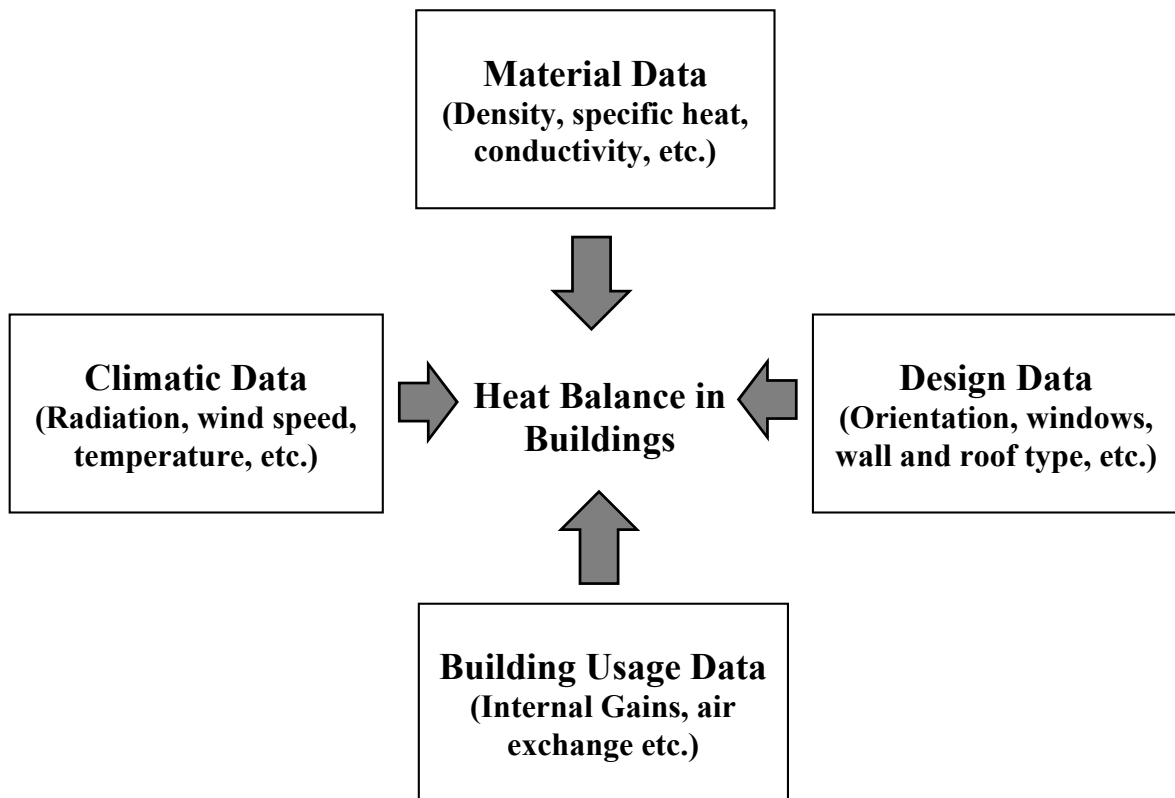 Material Data
(Density, specific heat,
conductivity, etc.)
Climatic Data
(Radiation, wind speed,
temperature, etc.)
Heat Balance in
Buildings
Design Data
(Orientation, windows,
wall and roof type, etc.)
Building Usage Data
(Internal Gains, air
exchange etc.)